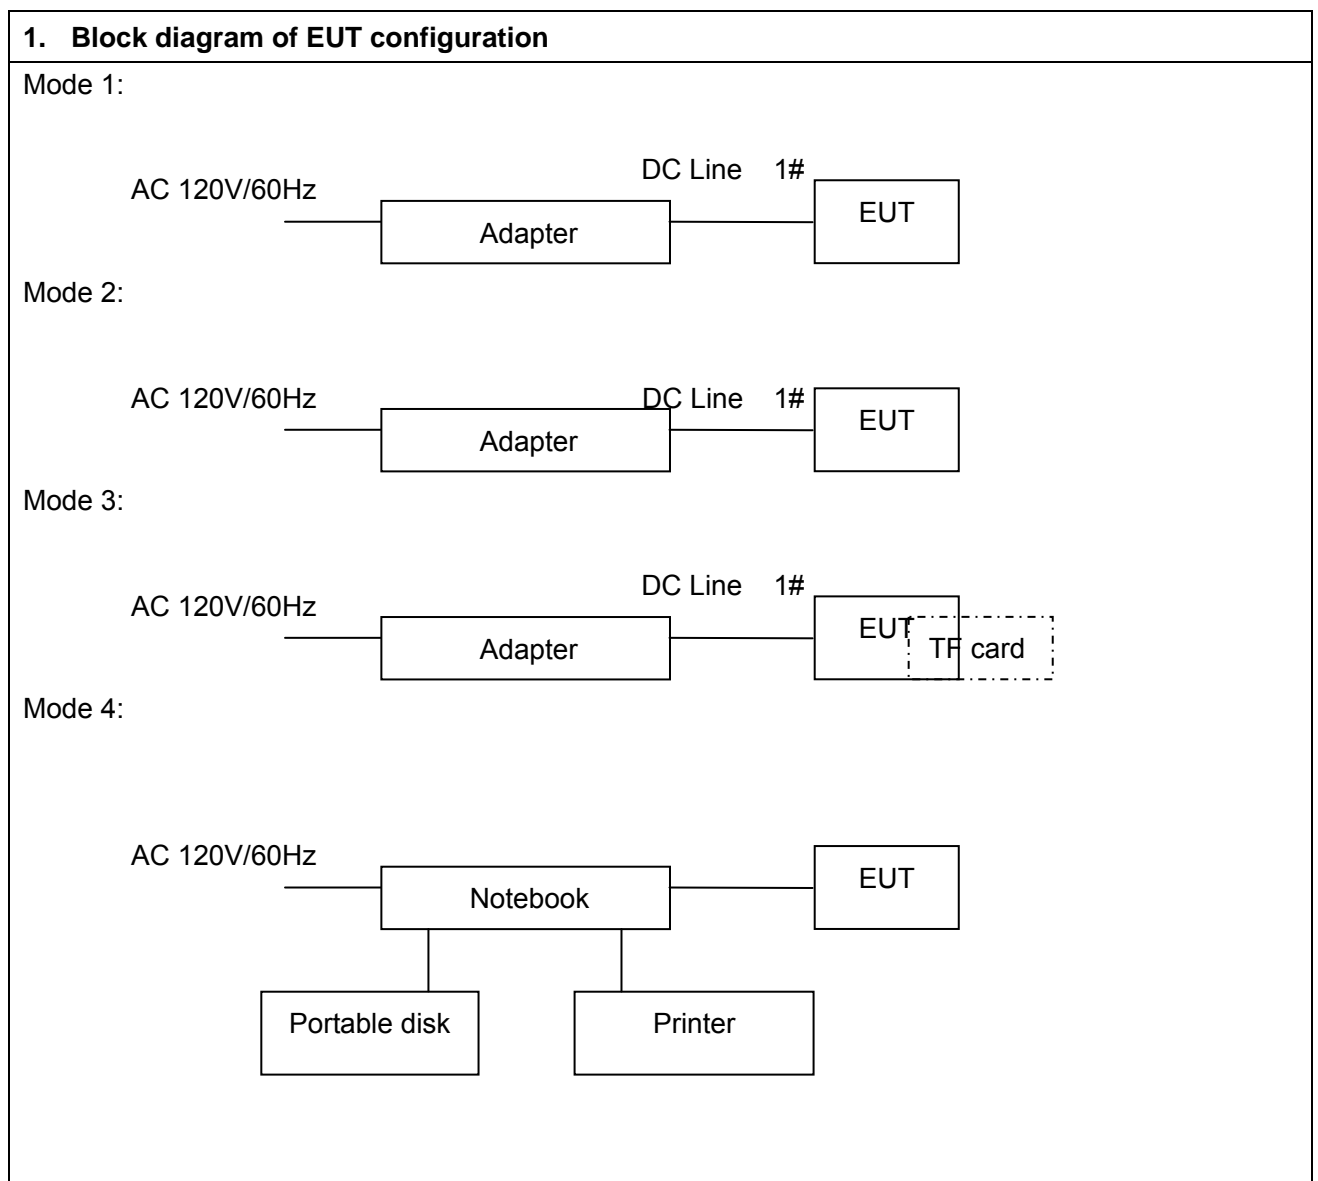 1. Block diagram of EUT configuration
Mode 1:
DC Line 1#
AC 120V/60Hz
EUT
Adapter
Mode 2:
AC 120V/60Hz
DC Line 1#
EUT
Adapter
Mode 3:
DC Line 1#
AC 120V/60Hz
EUT
TF card
Adapter
Mode 4:
AC 120V/60Hz
EUT
Notebook
Portable disk
Printer